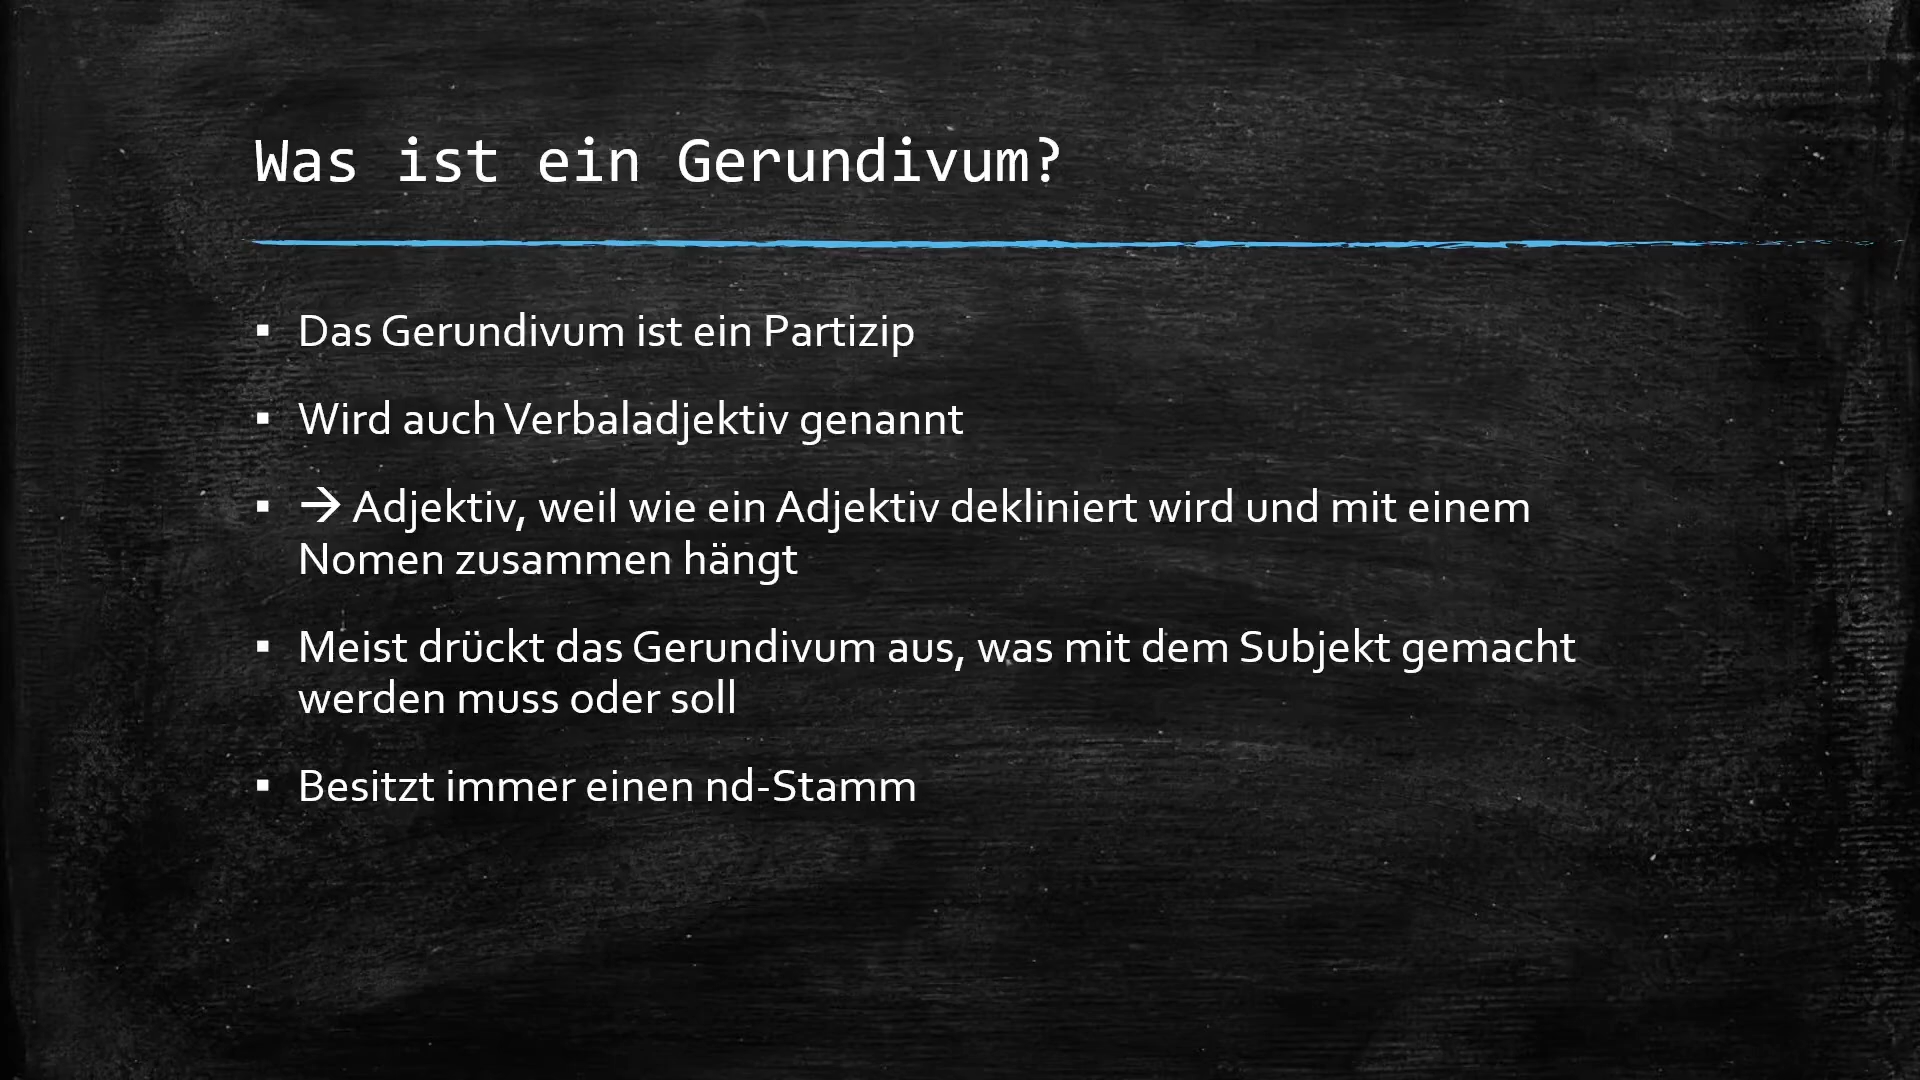 Was ist ein Gerundivum?
▪ Das Gerundivum ist ein Partizip
▪ Wird auch Verbaladjektiv genannt
▪ → Adjektiv, weil wie ein Adjektiv dekliniert wird und mit einem
Nomen zusammen hängt
▪ Meist drückt das Gerundivum aus, was mit dem Subjekt gemacht
werden muss oder soll
▪ Besitzt immer einen nd-Stamm